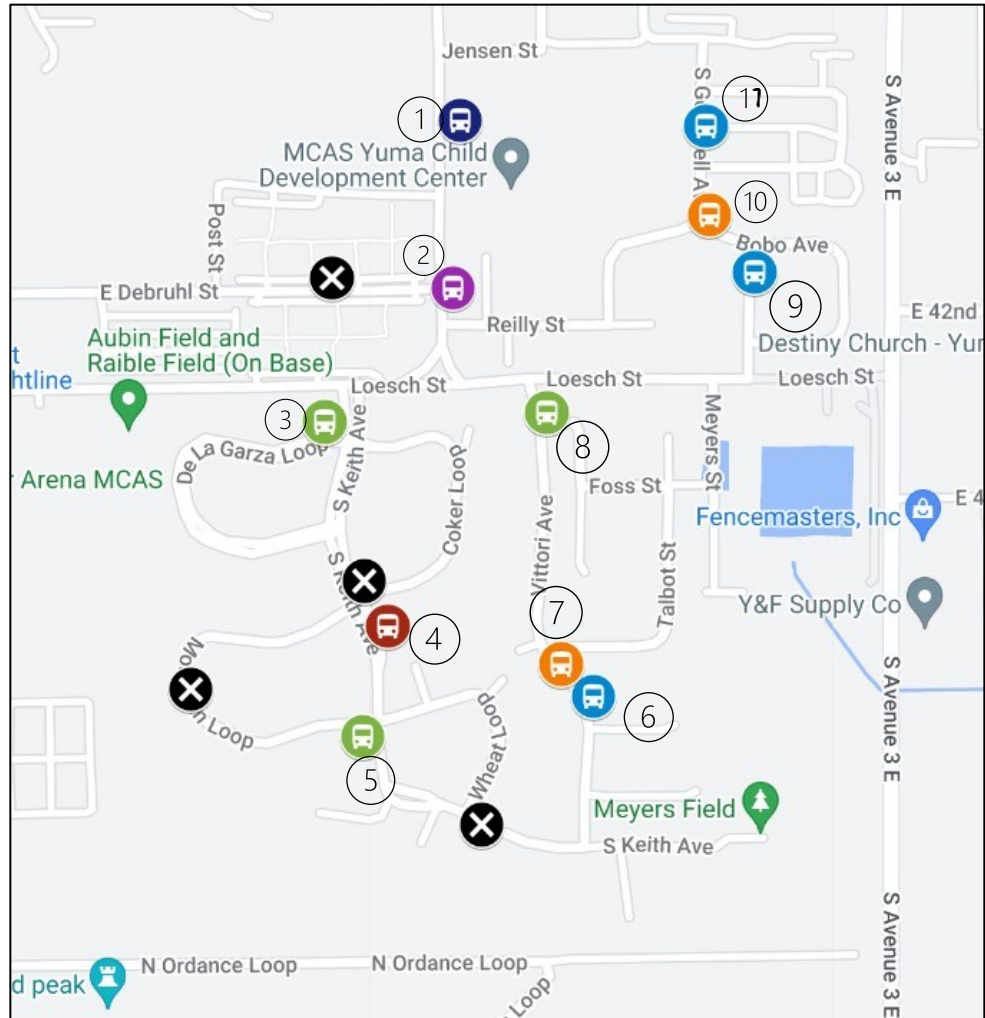 Jensen St
S Avenue 3 E
11
1
MCAS Yuma Child
Development Center
10
Post St
Bobo Ave
2
E Debruhl St
9
E 42nd
Reilly St
Aubin Field and
Raible Field (On Base)
Destiny Church - Yur
t
htline
Loesch St
Loesch St
Loesch St
3
S Keith Ave
Meyers St
De La Garza Loop
8
Arena MCAS
Coker Loop
Foss St
E 4
Fencemasters, Inc
Vittori Ave
Talbot St
S Keith Ave
7
Y&F Supply Co
4
n Loop
6
S Avenue 3 E
Wheat Loop
5
Meyers Field
S Keith Ave
S Avenue 3 E
N Ordance Loop
N Ordance Loop
d peak
Loop